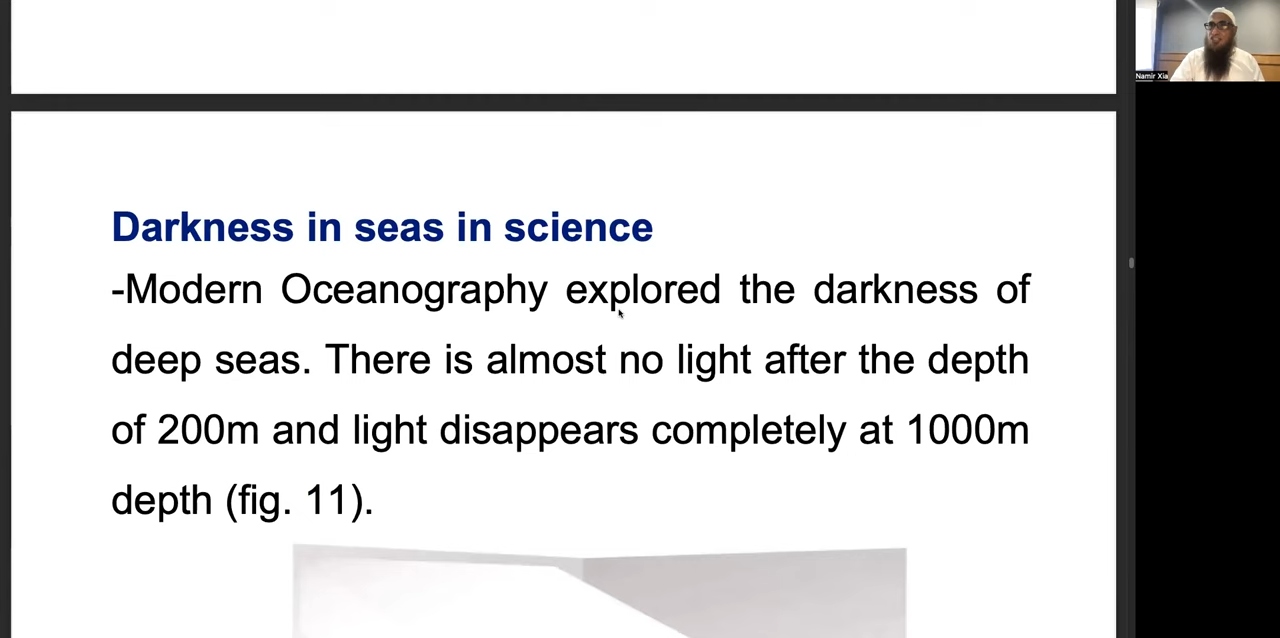 Namir Xia
Darkness in seas in science
-Modern Oceanography explored the darkness of
deep seas. There is almost no light after the depth
of 200m and light disappears completely at 1000m
depth (fig. 11).